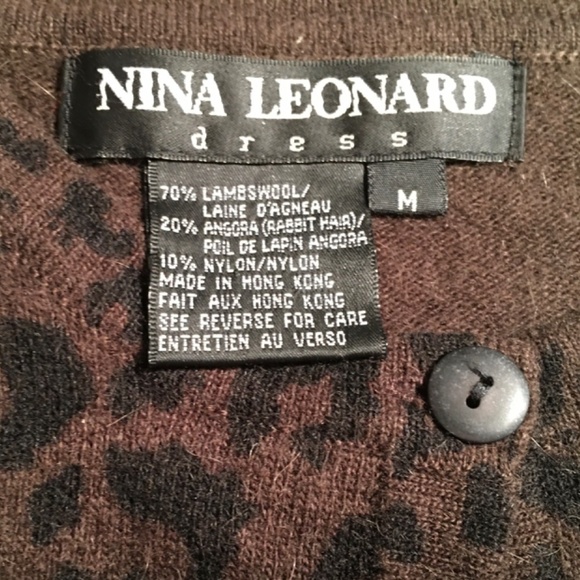 NINA LEONARD
dress
M
70% LAMBSWOOL/
LAINE D'AGNEAU
20% ANGORA (RABBIT HAIR)/
POIL DE LAPIN ANGORA
10% NYLON/NYLON
MADE IN HONG KONG
FAIT AUX HONG KONG
SEE REVERSE FOR CARE
ENTRETIEN AU VERSO